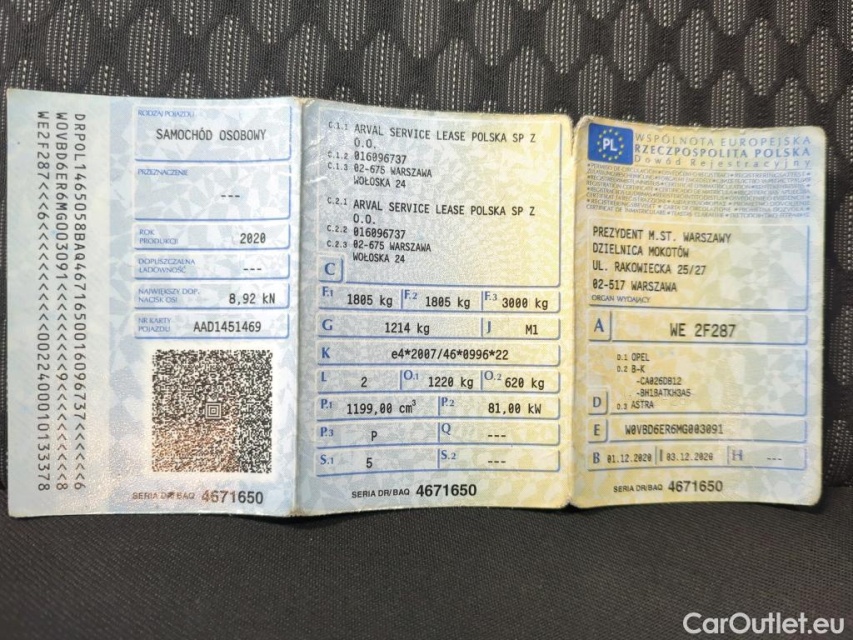 DRPOL1465058BAQ4671650016096737<<<<<<6
WE2F287<<6<<<<<<<<<<0022400010133378
RODZAJ POJAZDU
SAMOCHÓD OSOBOWY
PRZEZNACZENIE
---
ROK
PRODUKCJI
2020
DOPUSZCZALNA
ŁADOWNOŚĆ
---
NAJWIĘKSZY DOP.
NACISK OSI
8,92 kN
NR KARTY
POJAZDU
AAD1451469
SERIA DR/BAQ 4671650
C.1.1 ARVAL SERVICE LEASE POLSKA SP Z
O.O.
C.1.2 016096737
C.1.3 02-675 WARSZAWA
WOŁOSKA 24
C.2.1 ARVAL SERVICE LEASE POLSKA SP Z
O.O.
C.2.2 016096737
C.2.3 02-675 WARSZAWA
WOŁOSKA 24
C
F.1 1805 kg F.2 1805 kg F.3 3000 kg
G 1214 kg J M1
K e4*2007/46*0996*22
L 2 O.1 1220 kg O.2 620 kg
P.1 1199,00 cm³ P.2 81,00 kW
P.3 P Q ---
S.1 5 S.2 ---
SERIA DR/BAQ 4671650
PL
WSPÓLNOTA EUROPEJSKA
RZECZPOSPOLITA POLSKA
Dowód Rejestracyjny
PREZYDENT M.ST. WARSZAWY
DZIELNICA MOKOTÓW
UL. RAKOWIECKA 25/27
02-517 WARSZAWA
ORGAN WYDAJĄCY
A WE 2F287
D.1 OPEL
D.2 B-K
-CA026DB12
-BH1BATKH3A5
D D.3 ASTRA
E W0VBD6ER6MG003091
B 01.12.2020 I 03.12.2020 H ---
SERIA DR/BAQ 4671650
CarOutlet.eu